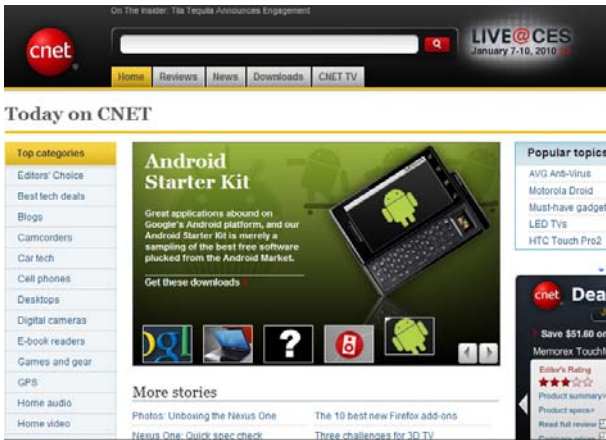 On The Insider: Tila Tequila Announces Engagement
cnet
LIVE@CES
January 7-10, 2010
Home
Reviews
News
Downloads
CNET TV
Today on CNET
Top categories
Editors' Choice
Best tech deals
Blogs
Camcorders
Car tech
Cell phones
Desktops
Digital cameras
E-book readers
Games and gear
GPS
Home audio
Home video
Android
Starter Kit
Great applications abound on
Google's Android platform, and our
Android Starter Kit is merely a
sampling of the best free software
plucked from the Android Market.
Get these downloads
?
More stories
Photos: Unboxing the Nexus One
The 10 best new Firefox add-ons
Nexus One: Quick spec check
Three challenges for 3D TV
Popular topics
AVG Anti-Virus
Motorola Droid
Must-have gadget
LED TVs
HTC Touch Pro2
cnet Dea
Save $51.60 on
Memorex Touch
Editor's Rating
Product summary
Product specs
Read full review